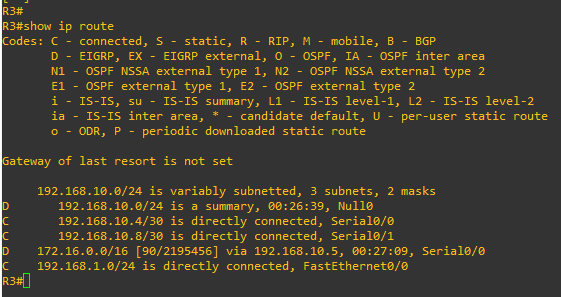 R3#
R3#show ip route
Codes: C - connected, S - static, R - RIP, M - mobile, B - BGP
D - EIGRP, EX - EIGRP external, O - OSPF, IA - OSPF inter area
N1 - OSPF NSSA external type 1, N2 - OSPF NSSA external type 2
E1 - OSPF external type 1, E2 - OSPF external type 2
i - IS-IS, su - IS-IS summary, L1 - IS-IS level-1, L2 - IS-IS level-2
ia - IS-IS inter area, * - candidate default, U - per-user static route
o - ODR, P - periodic downloaded static route
Gateway of last resort is not set
192.168.10.0/24 is variably subnetted, 3 subnets, 2 masks
D 192.168.10.0/24 is a summary, 00:26:39, Null0
C 192.168.10.4/30 is directly connected, Serial0/0
C 192.168.10.8/30 is directly connected, Serial0/1
D 172.16.0.0/16 [90/2195456] via 192.168.10.5, 00:27:09, Serial0/0
C 192.168.1.0/24 is directly connected, FastEthernet0/0
R3#